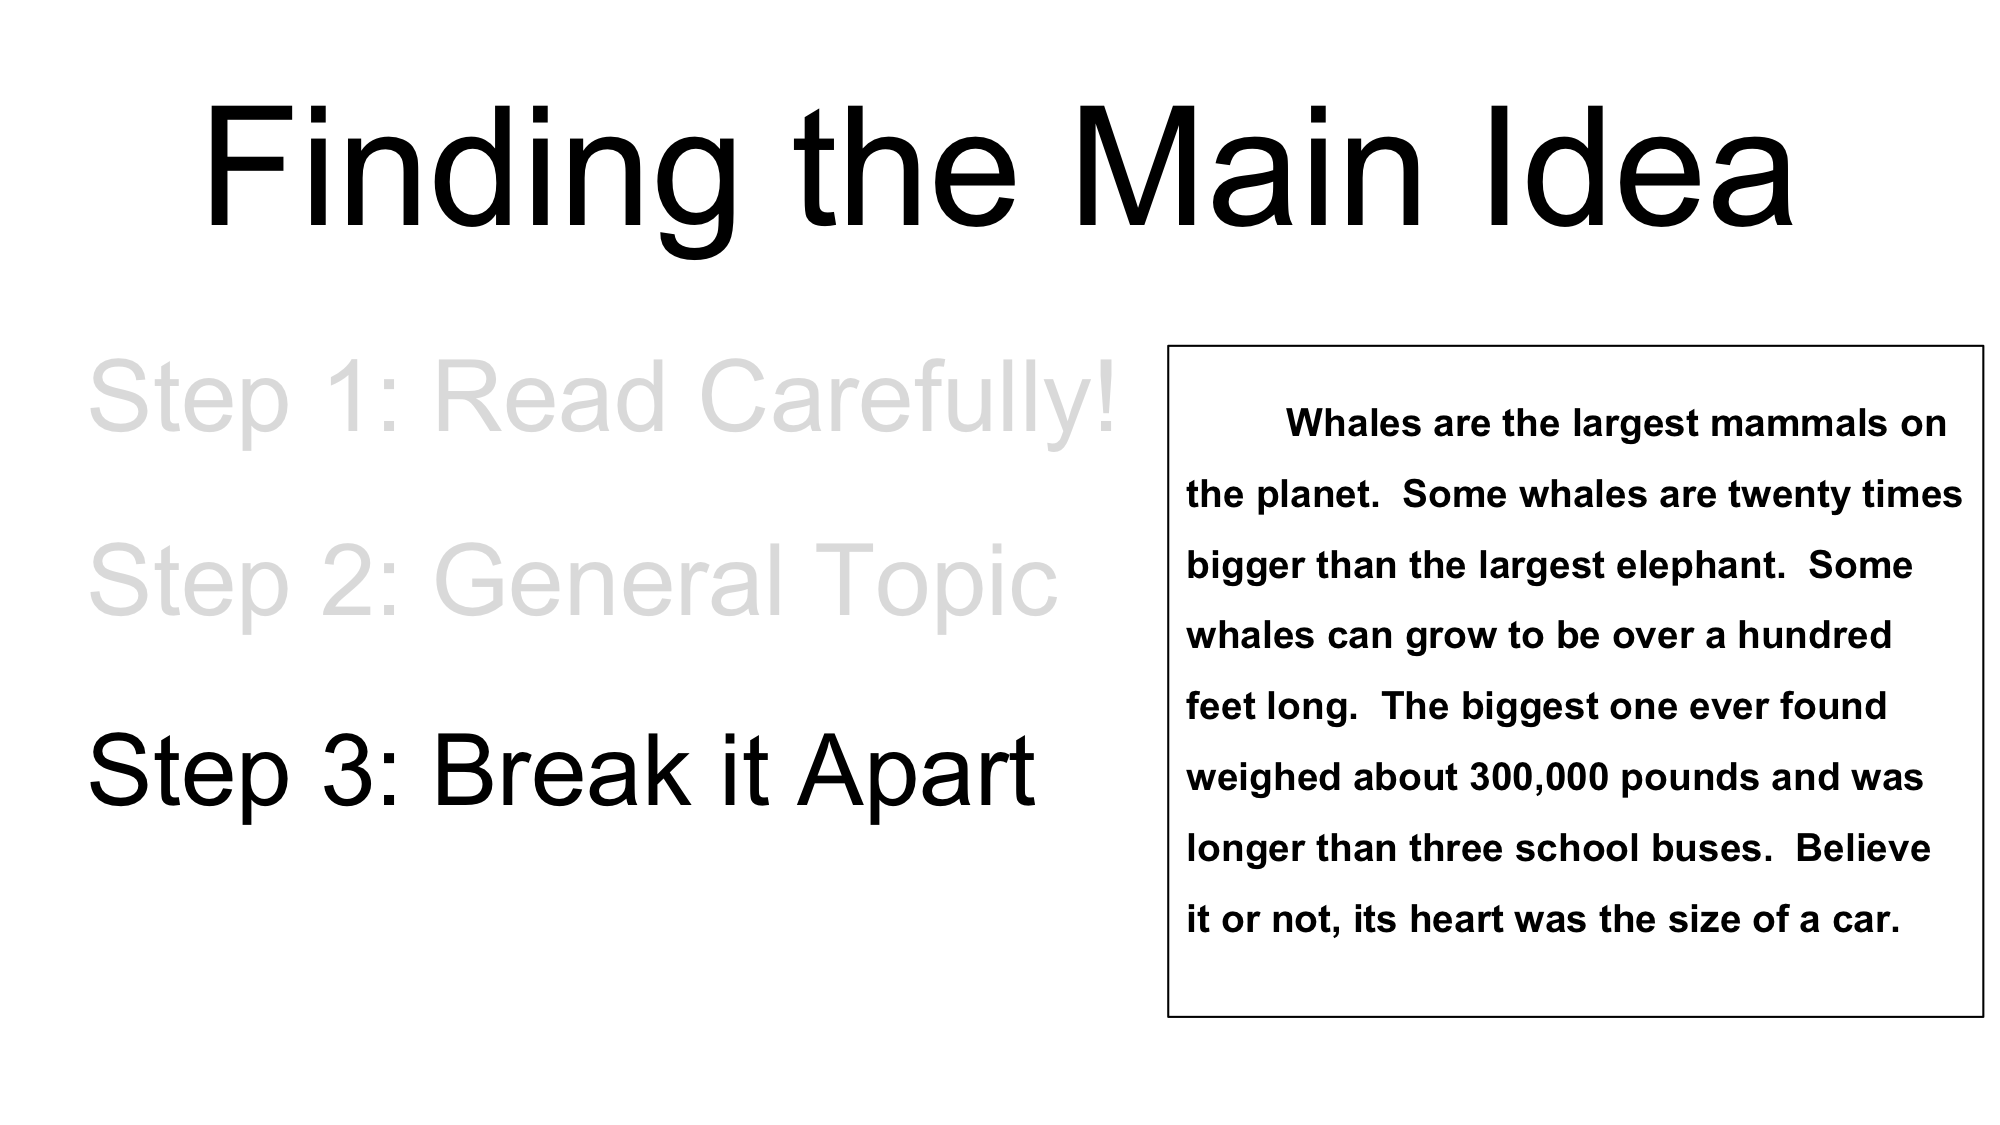 Finding the Main Idea
Step 1: Read Carefully!
Step 2: General Topic
Step 3: Break it Apart
Whales are the largest mammals on
the planet.  Some whales are twenty times
bigger than the largest elephant.  Some
whales can grow to be over a hundred
feet long.  The biggest one ever found
weighed about 300,000 pounds and was
longer than three school buses.  Believe
it or not, its heart was the size of a car.